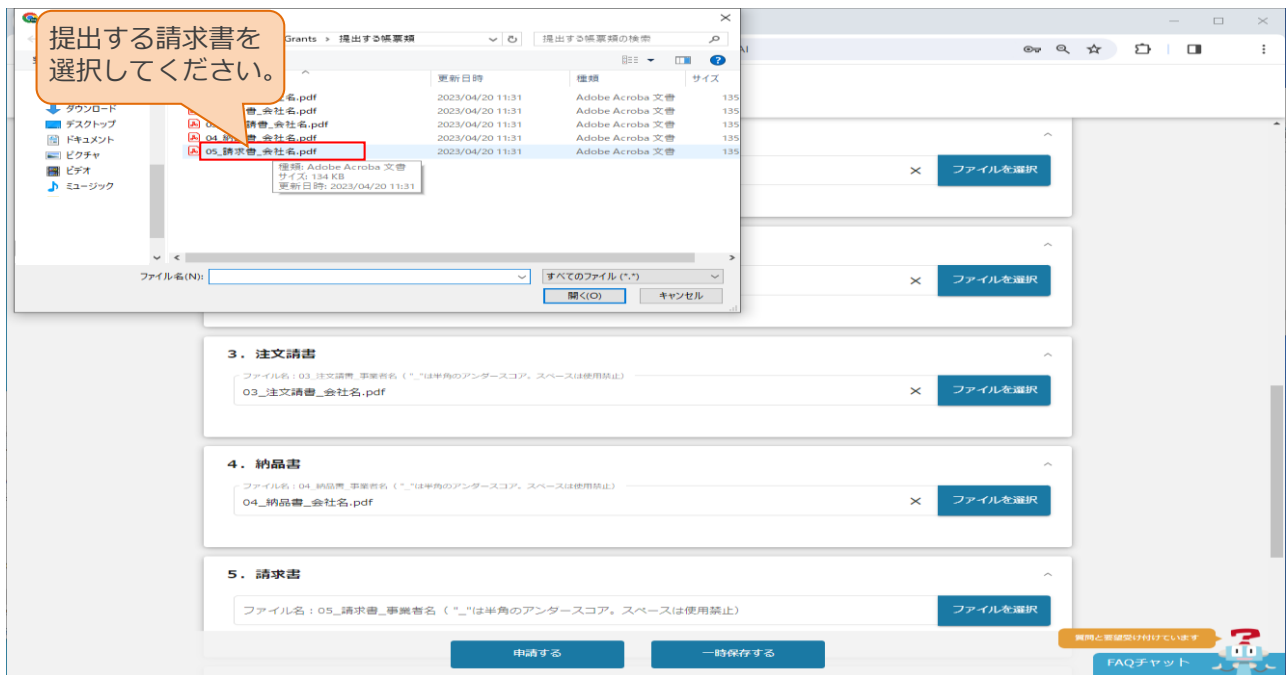 提出する請求書を
選択してください。
Grants › 提出する帳票類
提出する帳票類の検索
更新日時
種類
サイズ
名.pdf
2023/04/20 11:31
Adobe Acroba 文書
135
書_会社名.pdf
2023/04/20 11:31
Adobe Acroba 文書
135
請書_会社名.pdf
2023/04/20 11:31
Adobe Acroba 文書
135
書_会社名.pdf
2023/04/20 11:31
Adobe Acroba 文書
135
05_請求書_会社名.pdf
2023/04/20 11:31
Adobe Acroba 文書
135
ダウンロード
デスクトップ
ドキュメント
ピクチャ
ビデオ
ミュージック
種類: Adobe Acroba 文書
サイズ: 134 KB
更新日時: 2023/04/20 11:31
ファイル名(N):
すべてのファイル (*.*)
開く(O)
キャンセル
ファイルを選択
ファイルを選択
3. 注文請書
ファイル名：03_注文請書_事業者名（ "_"は半角のアンダースコア。スペースは使用禁止）
03_注文請書_会社名.pdf
ファイルを選択
4. 納品書
ファイル名：04_納品書_事業者名（ "_"は半角のアンダースコア。スペースは使用禁止）
04_納品書_会社名.pdf
ファイルを選択
5. 請求書
ファイル名：05_請求書_事業者名（ "_"は半角のアンダースコア。スペースは使用禁止）
ファイルを選択
申請する
一時保存する
質問と要望受け付けています
FAQチャット